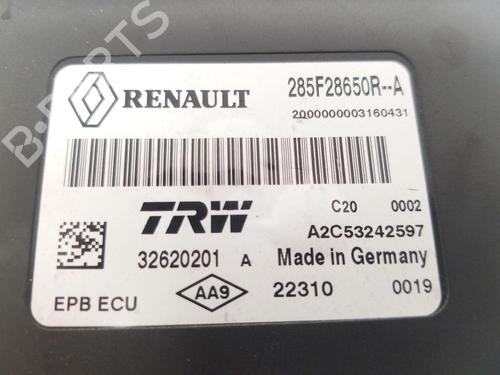 B-PARTS
RENAULT
285F28650R--A
2000000003160431
TRW
C20 0002
A2C53242597
32620201 A
Made in Germany
EPB ECU
AA9
22310 0019